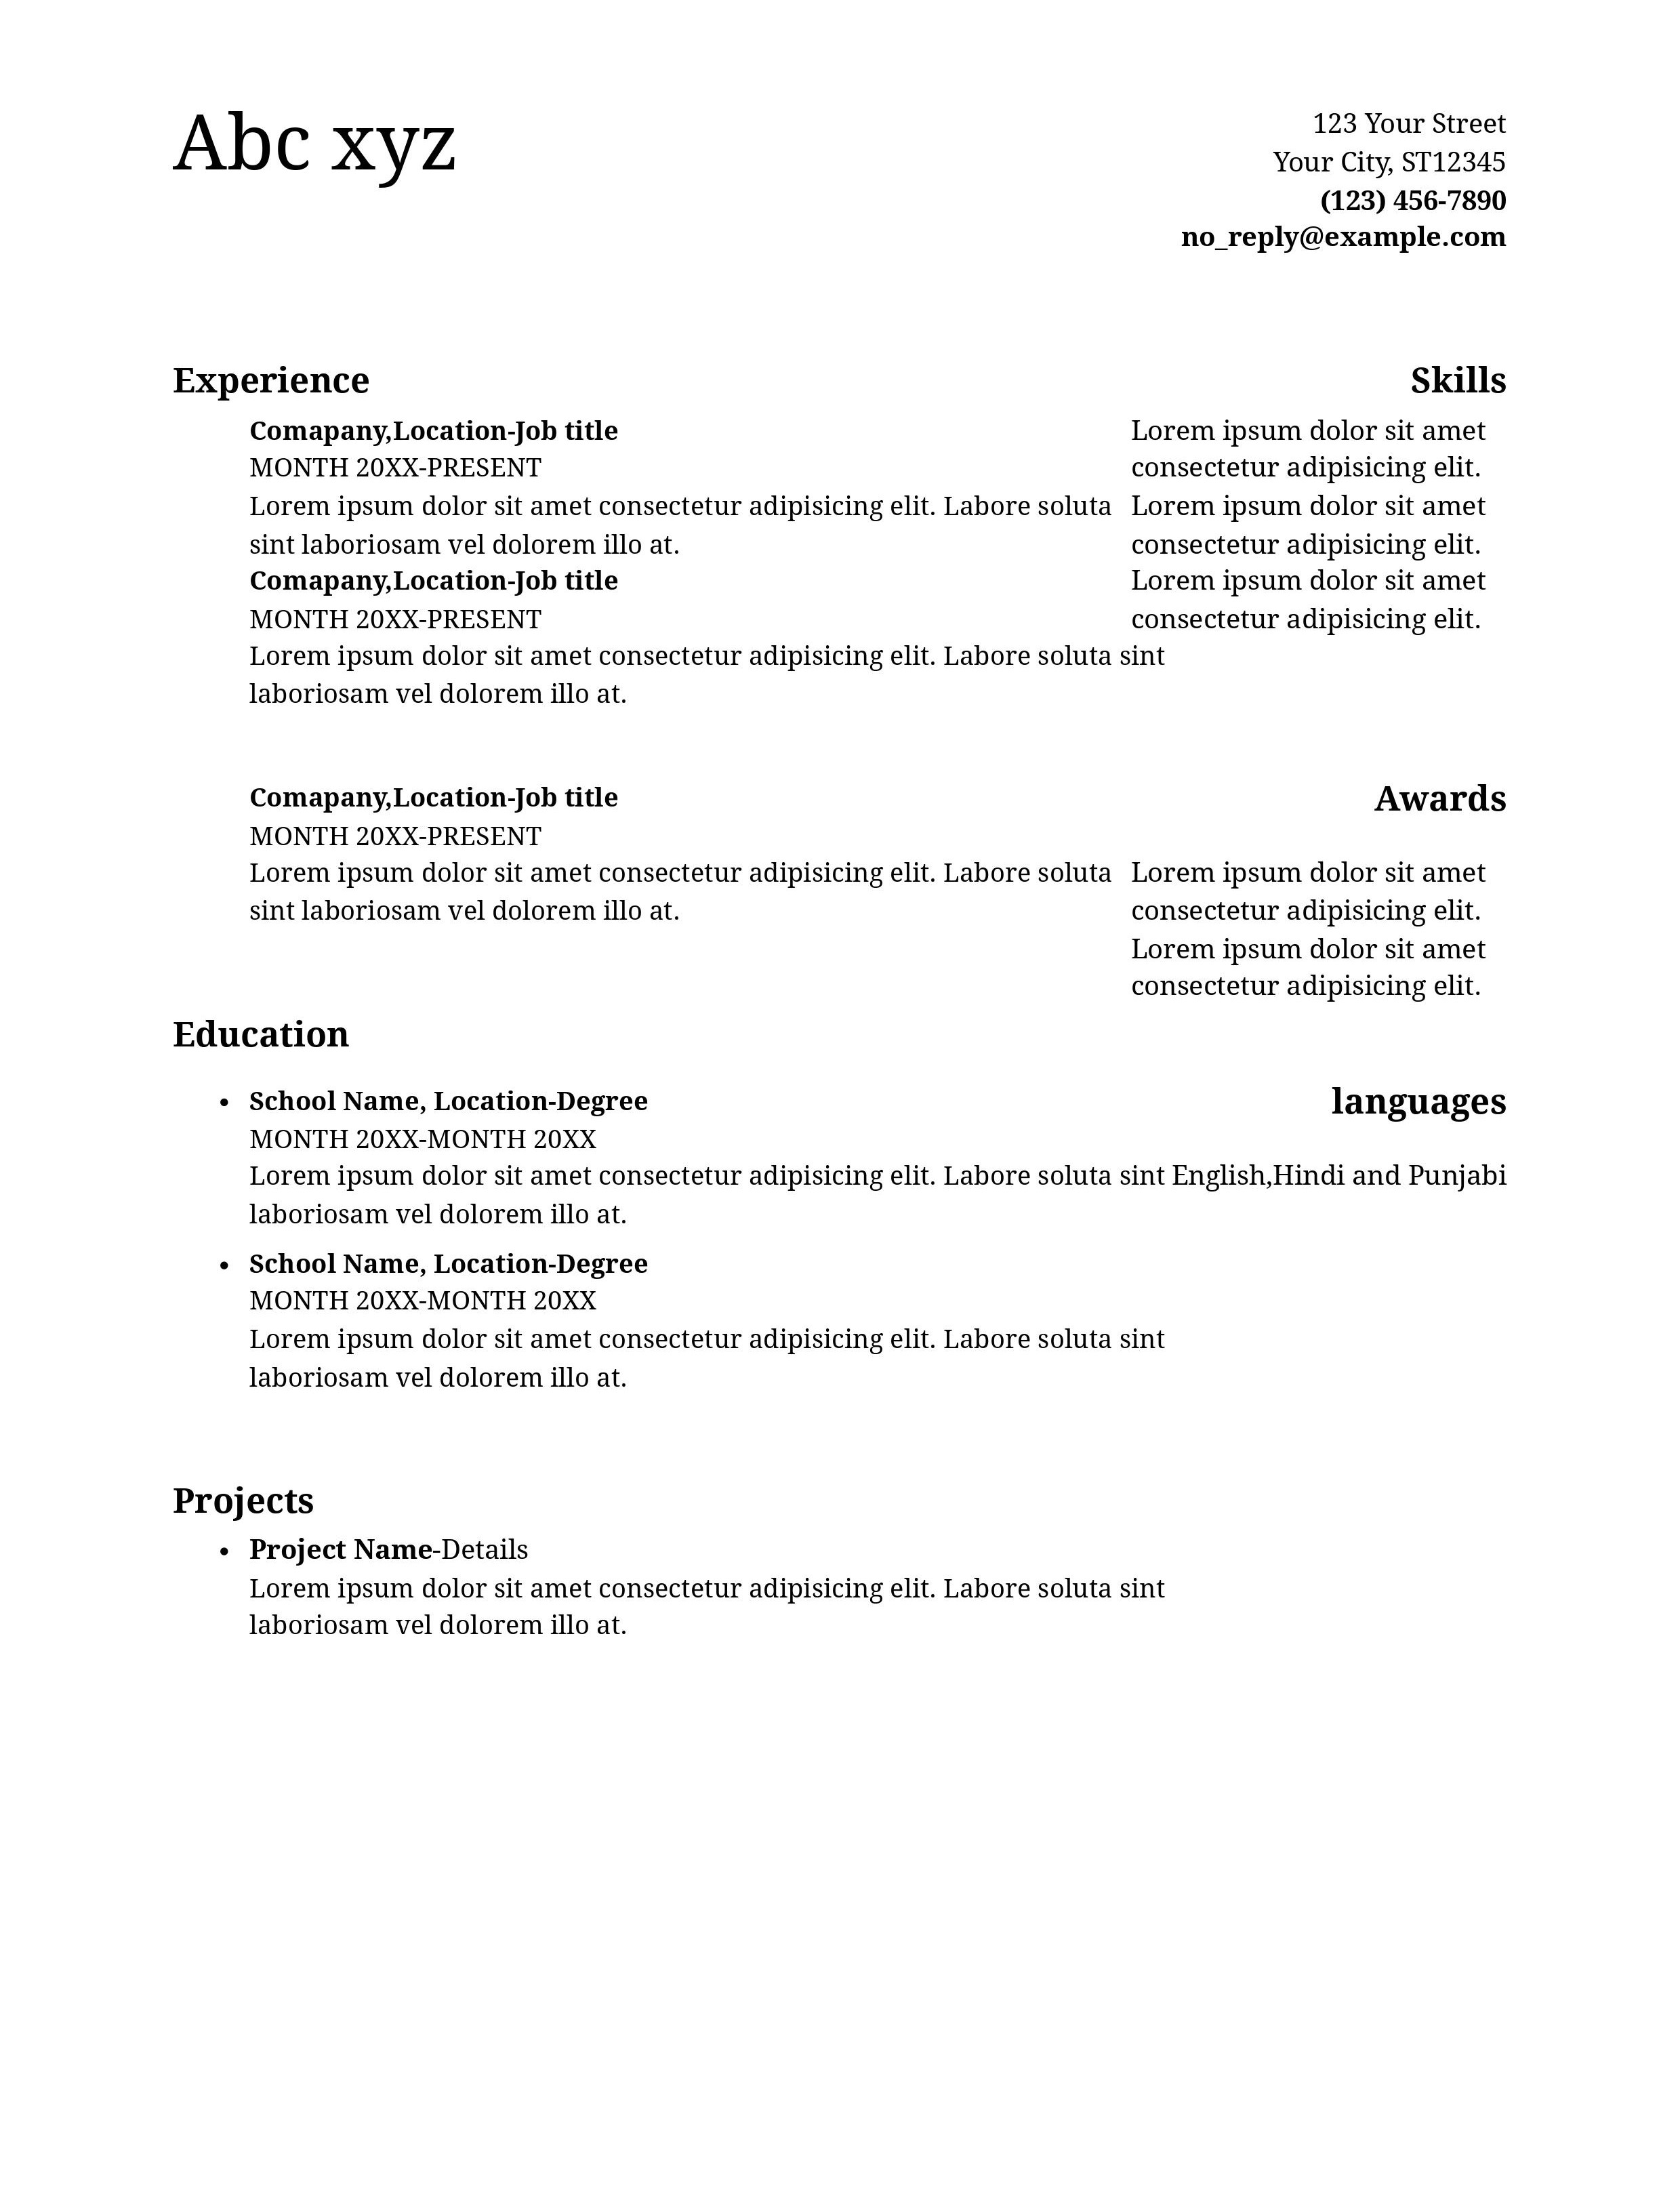 Abc xyz
123 Your Street
Your City, ST12345
(123) 456-7890
no_reply@example.com
Experience
Comapany,Location-Job title
MONTH 20XX-PRESENT
Lorem ipsum dolor sit amet consectetur adipisicing elit. Labore soluta
sint laboriosam vel dolorem illo at.
Comapany,Location-Job title
MONTH 20XX-PRESENT
Lorem ipsum dolor sit amet consectetur adipisicing elit. Labore soluta sint
laboriosam vel dolorem illo at.
Comapany,Location-Job title
MONTH 20XX-PRESENT
Lorem ipsum dolor sit amet consectetur adipisicing elit. Labore soluta
sint laboriosam vel dolorem illo at.
Education
• School Name, Location-Degree
MONTH 20XX-MONTH 20XX
Lorem ipsum dolor sit amet consectetur adipisicing elit. Labore soluta sint
laboriosam vel dolorem illo at.
• School Name, Location-Degree
MONTH 20XX-MONTH 20XX
Lorem ipsum dolor sit amet consectetur adipisicing elit. Labore soluta sint
laboriosam vel dolorem illo at.
Projects
• Project Name-Details
Lorem ipsum dolor sit amet consectetur adipisicing elit. Labore soluta sint
laboriosam vel dolorem illo at.
Skills
Lorem ipsum dolor sit amet
consectetur adipisicing elit.
Lorem ipsum dolor sit amet
consectetur adipisicing elit.
Lorem ipsum dolor sit amet
consectetur adipisicing elit.
Awards
Lorem ipsum dolor sit amet
consectetur adipisicing elit.
Lorem ipsum dolor sit amet
consectetur adipisicing elit.
languages
English,Hindi and Punjabi